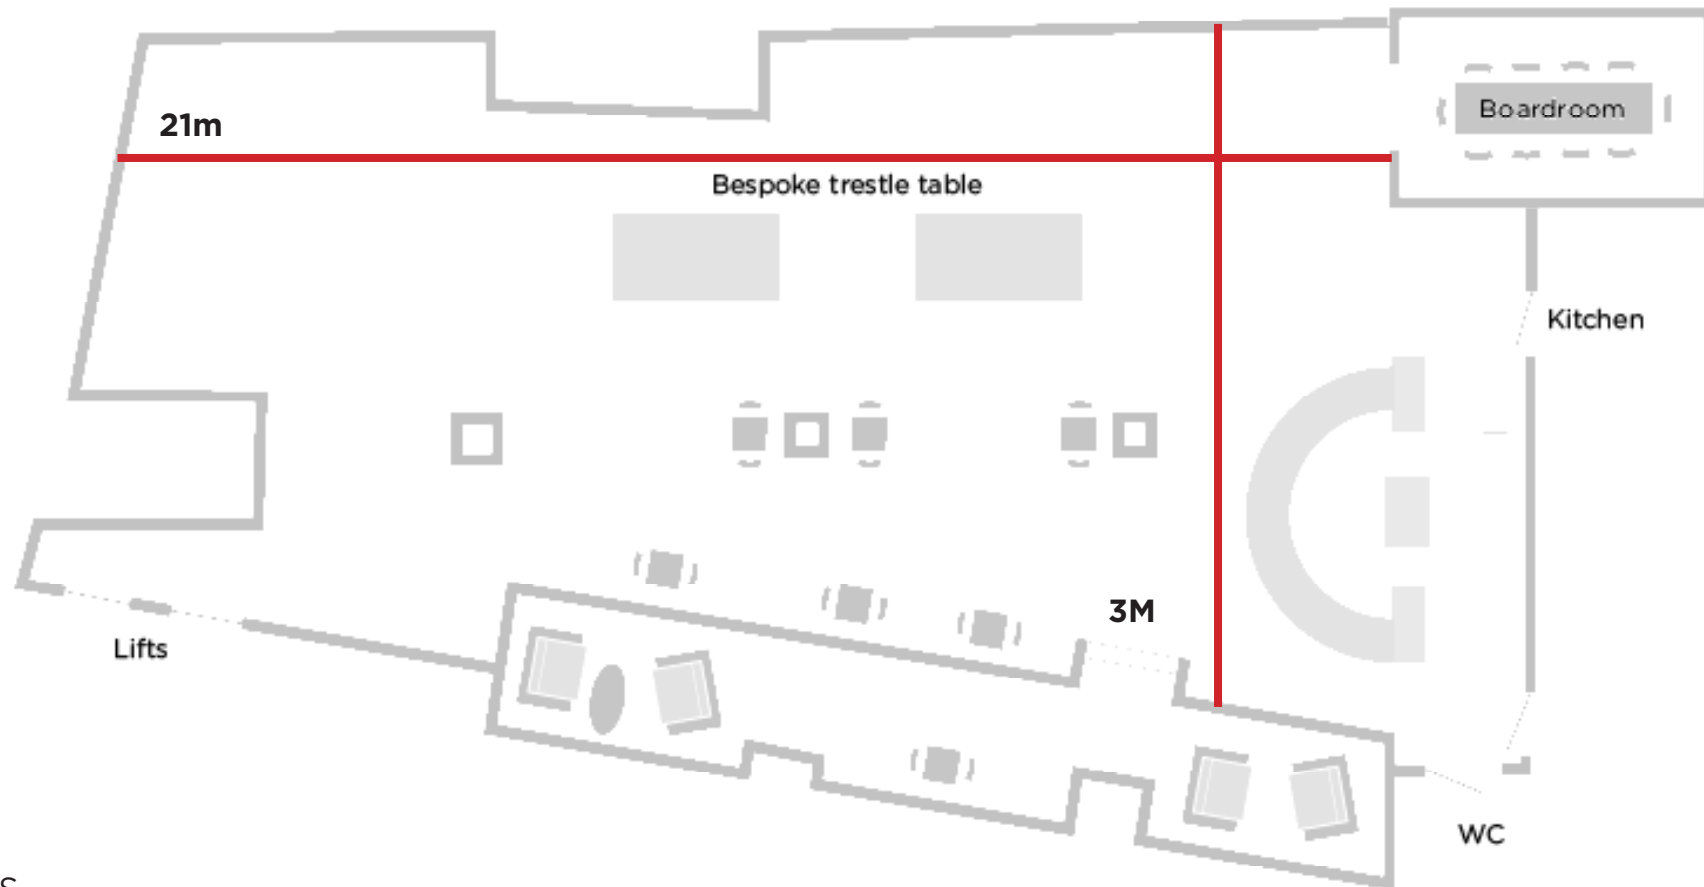 Boardroom
21m
Bespoke trestle table
Kitchen
3M
Lifts
WC